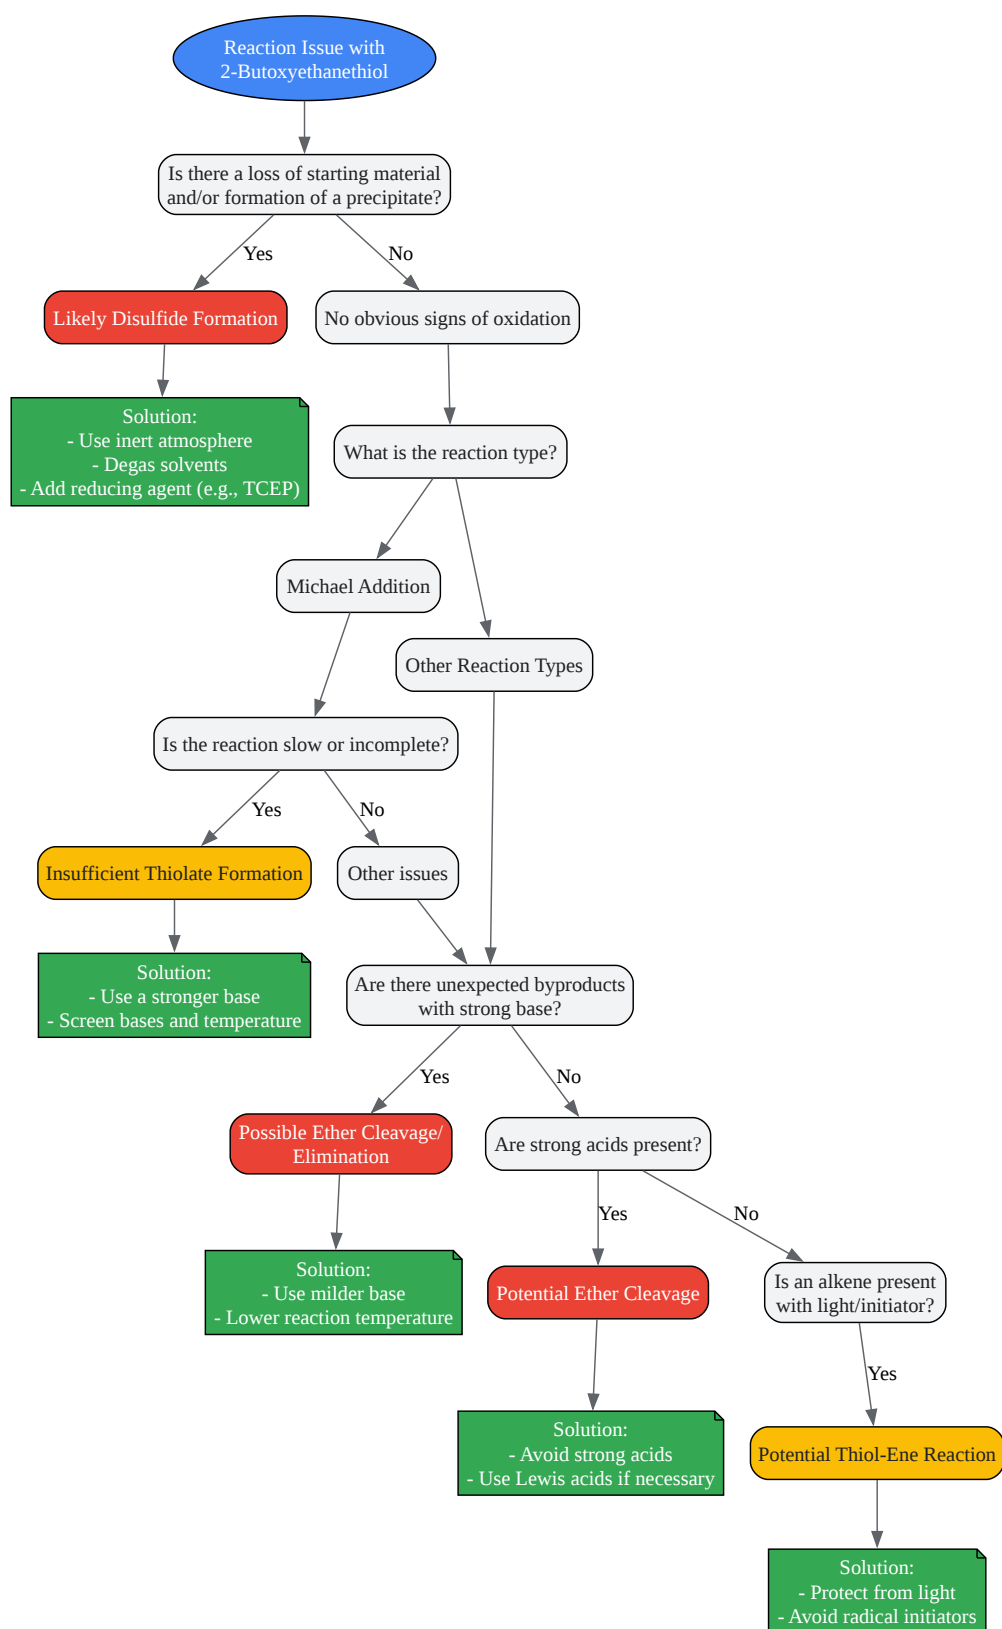 Reaction Issue with
2-Butoxyethanethiol
Is there a loss of starting material
and/or formation of a precipitate?
Yes
No
Likely Disulfide Formation
No obvious signs of oxidation
Solution:
- Use inert atmosphere
- Degas solvents
- Add reducing agent (e.g., TCEP)
What is the reaction type?
Michael Addition
Other Reaction Types
Is the reaction slow or incomplete?
Yes
No
Insufficient Thiolate Formation
Other issues
Solution:
- Use a stronger base
- Screen bases and temperature
Are there unexpected byproducts
with strong base?
Yes
No
Possible Ether Cleavage/
Elimination
Are strong acids present?
Yes
No
Solution:
- Use milder base
- Lower reaction temperature
Potential Ether Cleavage
Is an alkene present
with light/initiator?
Yes
Solution:
- Avoid strong acids
- Use Lewis acids if necessary
Potential Thiol-Ene Reaction
Solution:
- Protect from light
- Avoid radical initiators